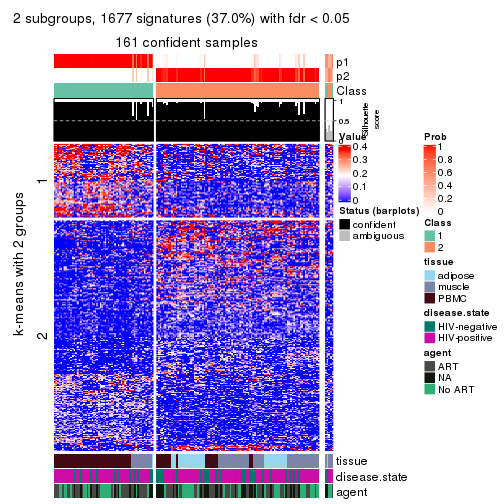 2 subgroups, 1677 signatures (37.0%) with fdr < 0.05
161 confident samples
p1
p2
Class
1
0.5
0
Silhouette
score
k-means with 2 groups
1
2
tissue
disease.state
agent
Value
0.4
0.3
0.2
0.1
0
Status (barplots)
confident
ambiguous
Prob
1
0.8
0.6
0.4
0.2
0
Class
1
2
tissue
adipose
muscle
PBMC
disease.state
HIV-negative
HIV-positive
agent
ART
NA
No ART